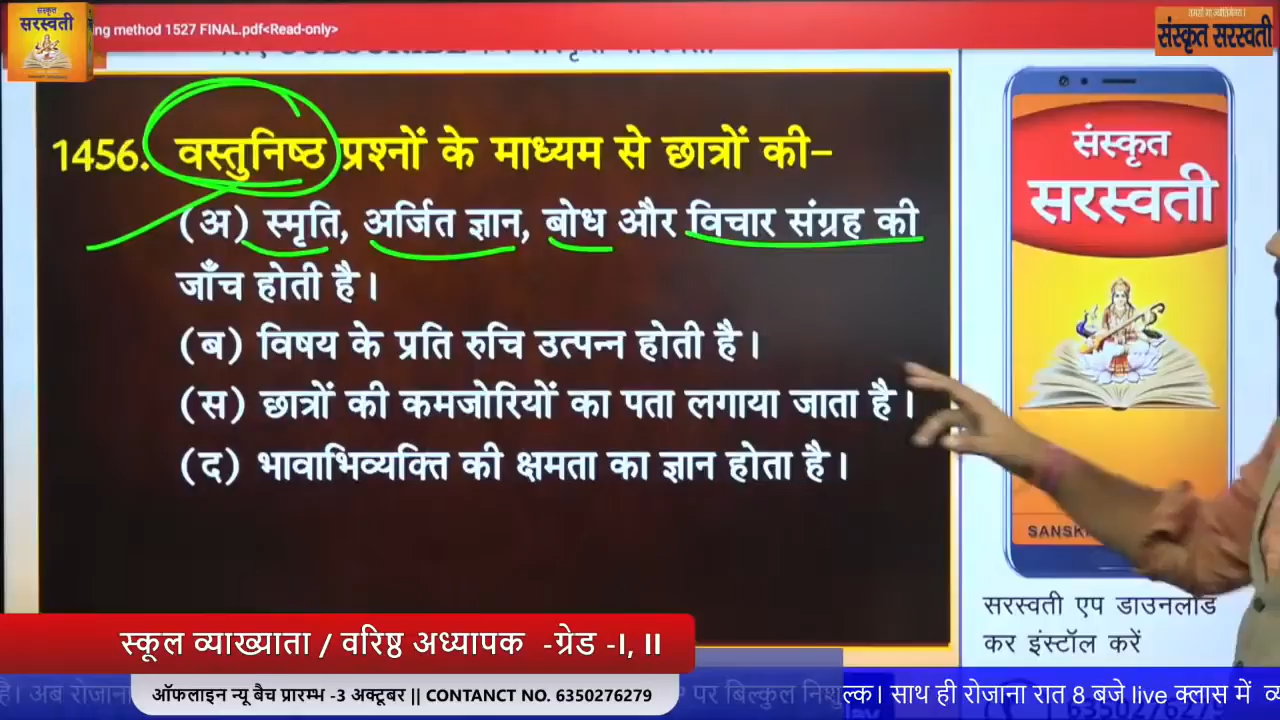 संस्कृत
सरस्वती
ng method 1527 FINAL.pdf<Read-only>
संस्कृत सरस्वती
1456. वस्तुनिष्ठ प्रश्नों के माध्यम से छात्रों की–
(अ) स्मृति, अर्जित ज्ञान, बोध और विचार संग्रह की
जाँच होती है।
(ब) विषय के प्रति रुचि उत्पन्न होती है।
(स) छात्रों की कमजोरियों का पता लगाया जाता है।
(द) भावाभिव्यक्ति की क्षमता का ज्ञान होता है।
संस्कृत
सरस्वती
सरस्वती एप डाउनलोड
कर इंस्टॉल करें
स्कूल व्याख्याता / वरिष्ठ अध्यापक -ग्रेड -I, II
है। अब रोजाना
ऑफलाइन न्यू बैच प्रारम्भ -3 अक्टूबर || CONTANCT NO. 6350276279
पर बिल्कुल निशुल्क। साथ ही रोजाना रात 8 बजे live क्लास में